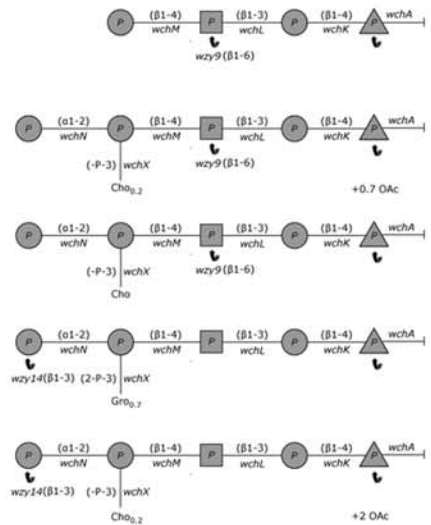 (β1-4) (β1-3) (β1-4) wchA
P P P P
wchM wchL wchK
wzy9(β1-6)
(α1-2) (β1-4) (β1-3) (β1-4) wchA
P P P P P
wchN wchM wchL wchK
(-P-3) wchX wzy9(β1-6)
Cho0.2 +0.7 OAc
(α1-2) (β1-4) (β1-3) (β1-4) wchA
P P P P P
wchN wchM wchL wchK
(-P-3) wchX wzy9(β1-6)
Cho
(α1-2) (β1-4) (β1-3) (β1-4) wchA
P P P P P
wchN wchM wchL wchK
wzy14(β1-3) (2-P-3) wchX
Gro0.7
(α1-2) (β1-4) (β1-3) (β1-4) wchA
P P P P P
wchN wchM wchL wchK
wzy14(β1-3) (-P-3) wchX
Cho0.2 +2 OAc